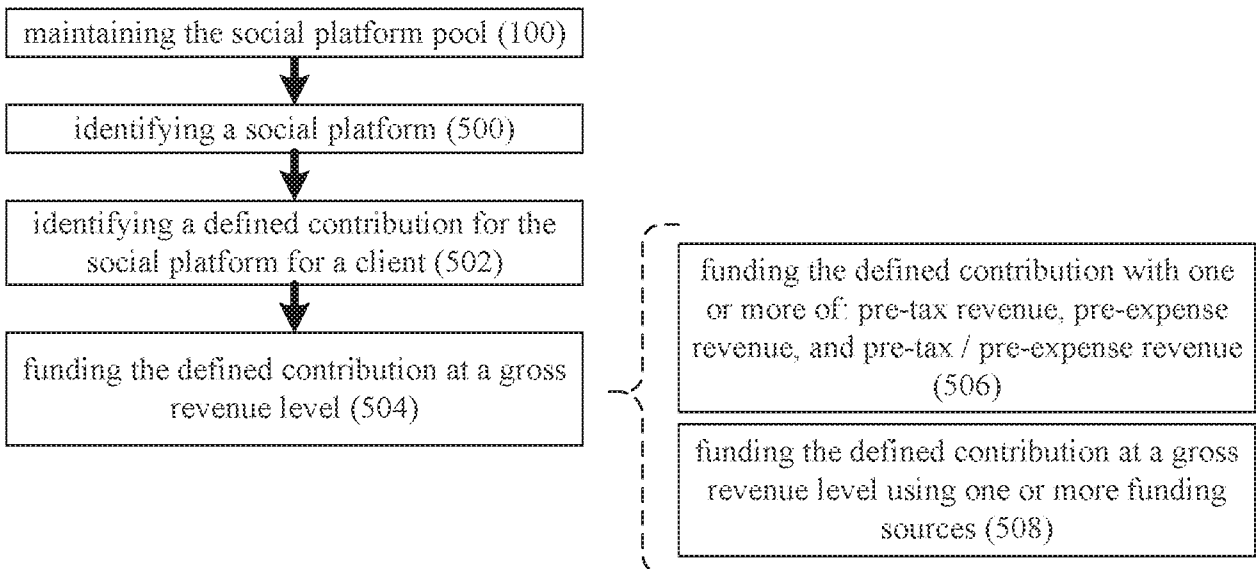 maintaining the social platform pool (100)
identifying a social platform (500)
identifying a defined contribution for the
social platform for a client (502)
funding the defined contribution at a gross
revenue level (504)
funding the defined contribution with one
or more of: pre-tax revenue, pre-expense
revenue, and pre-tax / pre-expense revenue
(506)
funding the defined contribution at a gross
revenue level using one or more funding
sources (508)